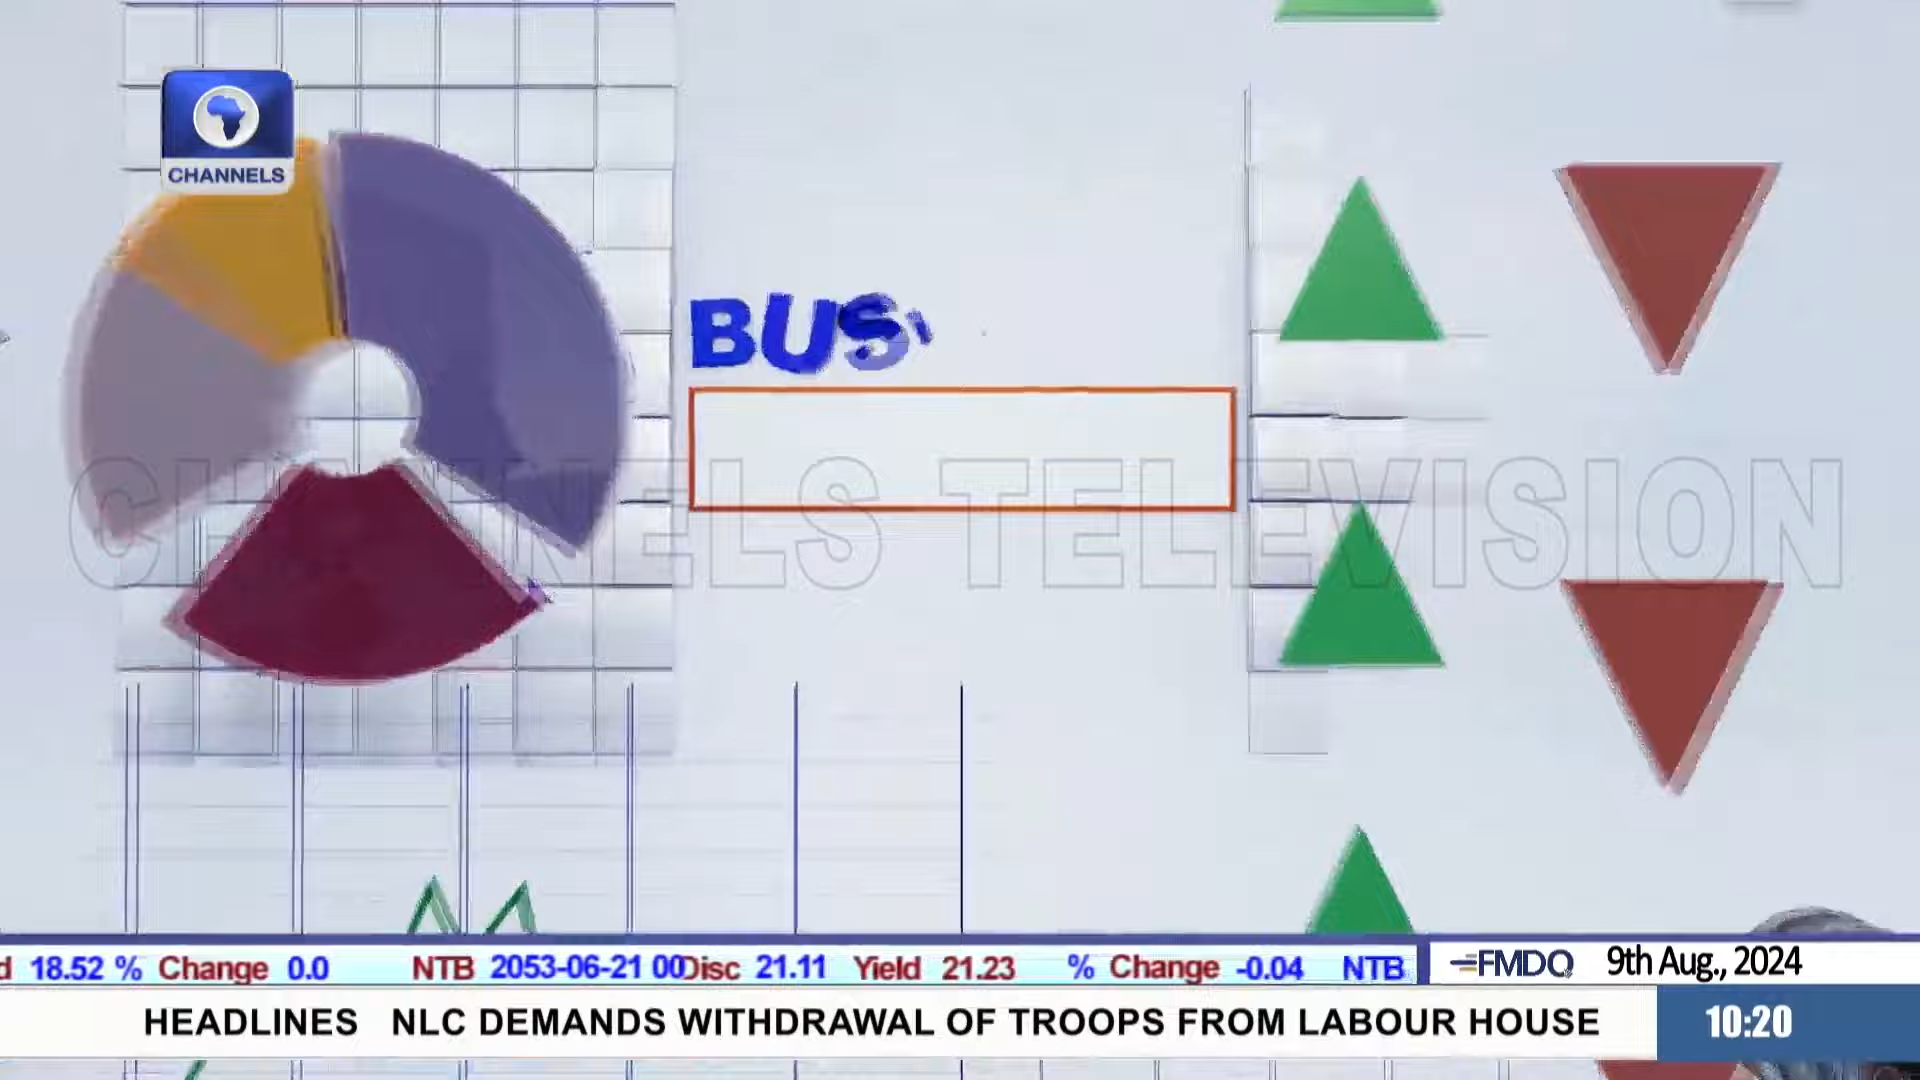 CHANNELS
BUS
CHANNELS TELEVISION
18.52 % Change 0.0 NTB 2053-06-21 00 Disc 21.11 Yield 21.23 % Change -0.04 NTB
FMDQ 9th Aug., 2024
HEADLINES NLC DEMANDS WITHDRAWAL OF TROOPS FROM LABOUR HOUSE
10:20